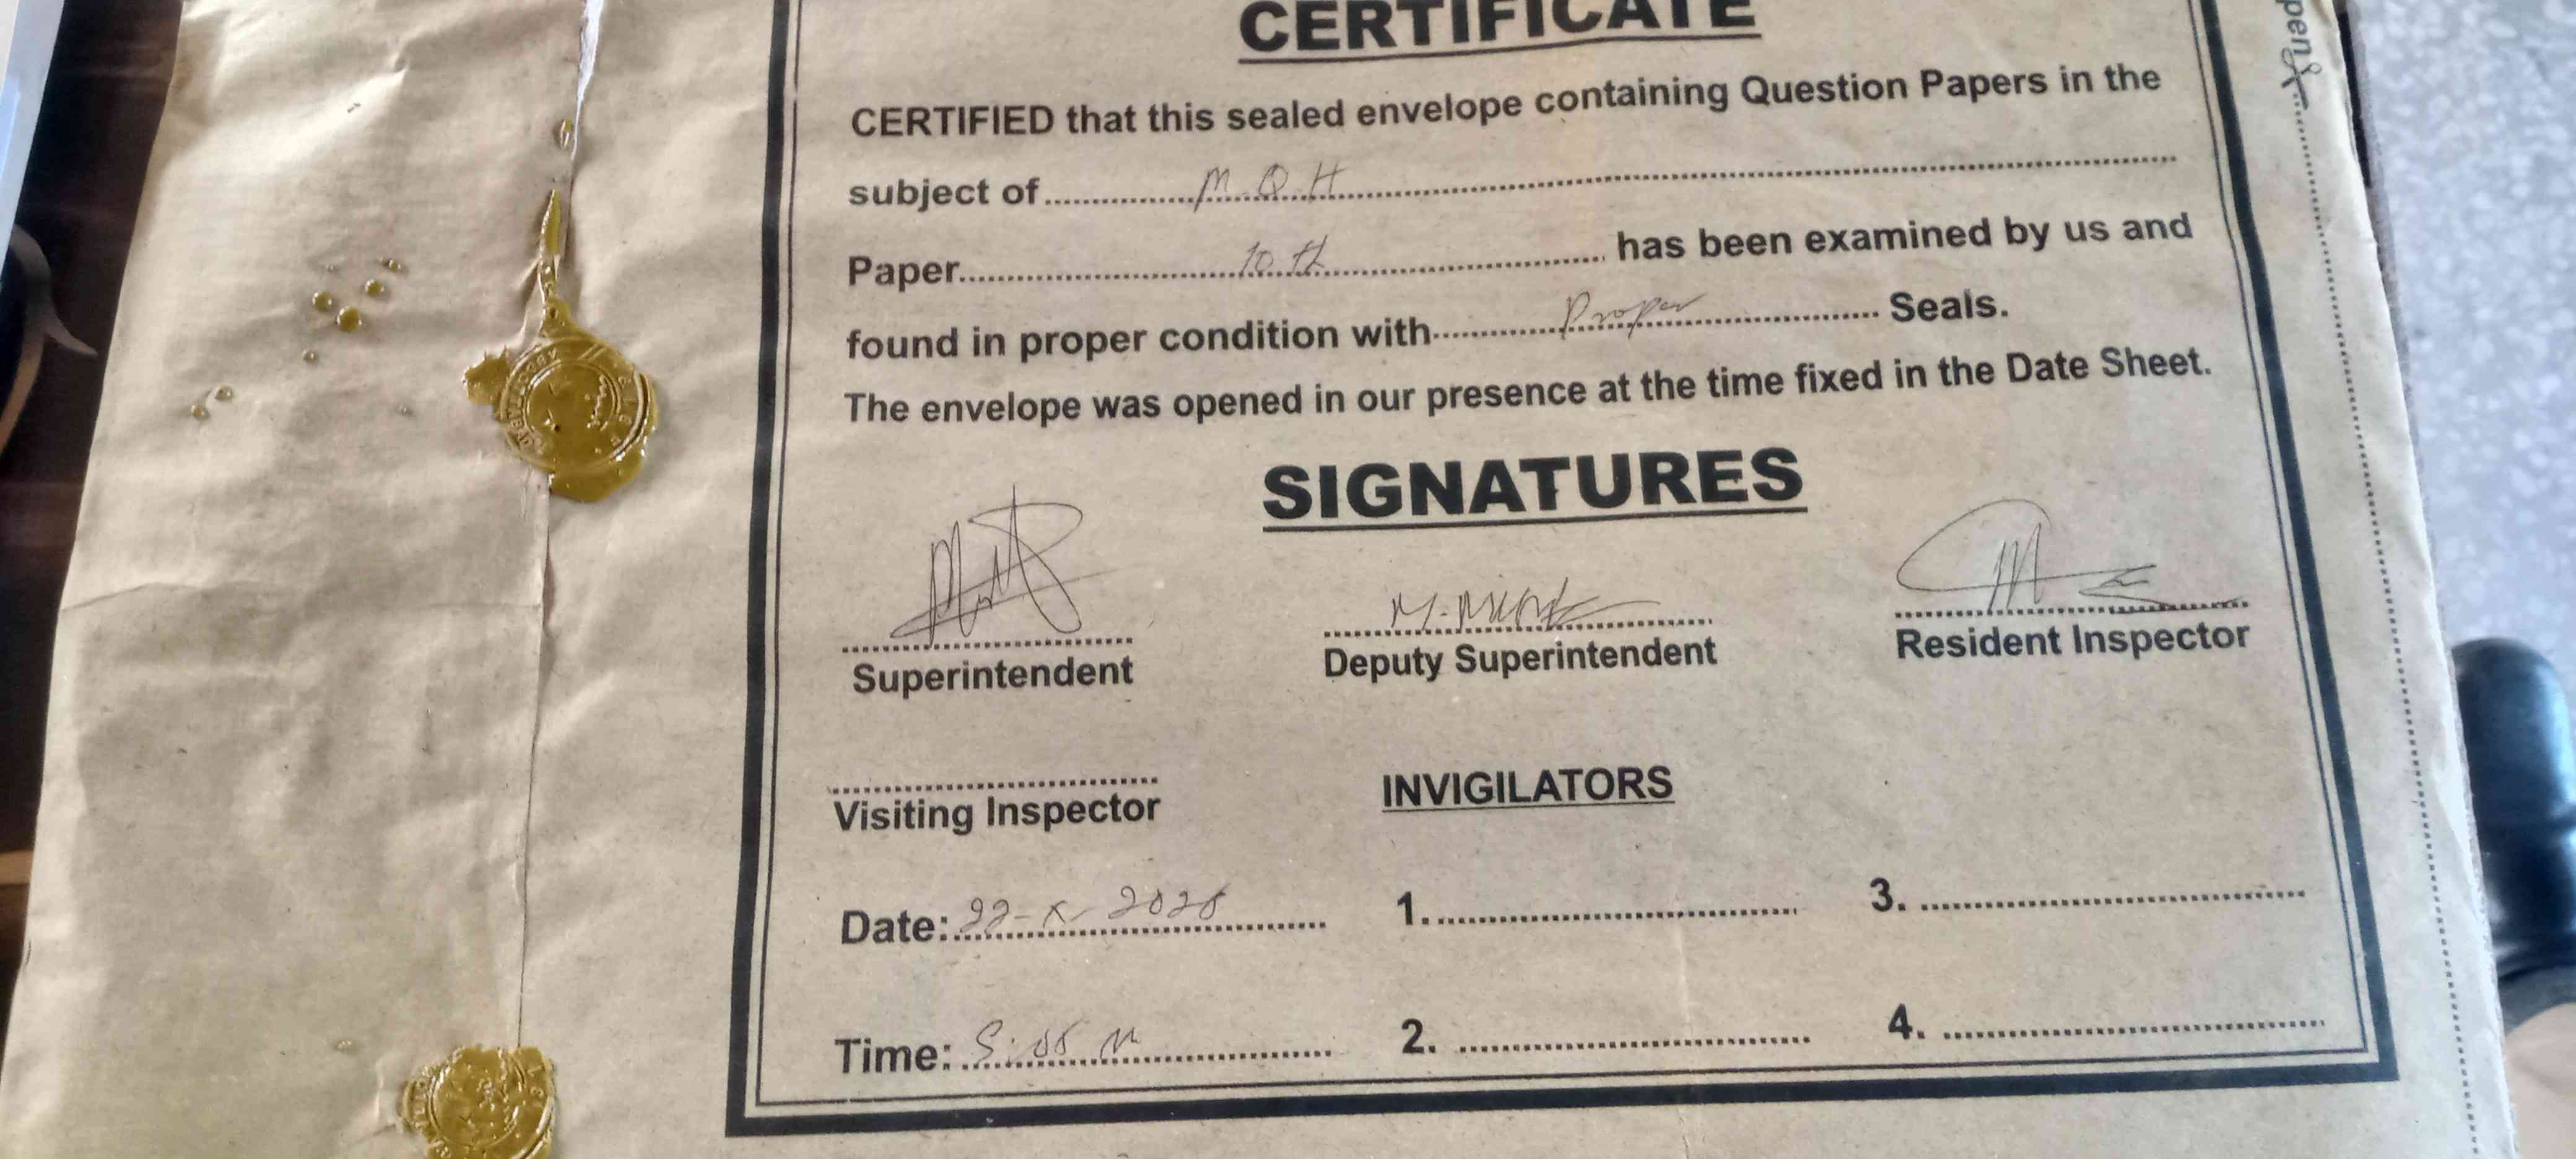 CERTIFICATE
CERTIFIED that this sealed envelope containing Question Papers in the
subject of............M.Q.H............
Paper............10th............ has been examined by us and
found in proper condition with............Proper............ Seals.
The envelope was opened in our presence at the time fixed in the Date Sheet.
SIGNATURES
Superintendent
Deputy Superintendent
Resident Inspector
Visiting Inspector
INVIGILATORS
Date:
1.
3.
Time:
2.
4.
pen